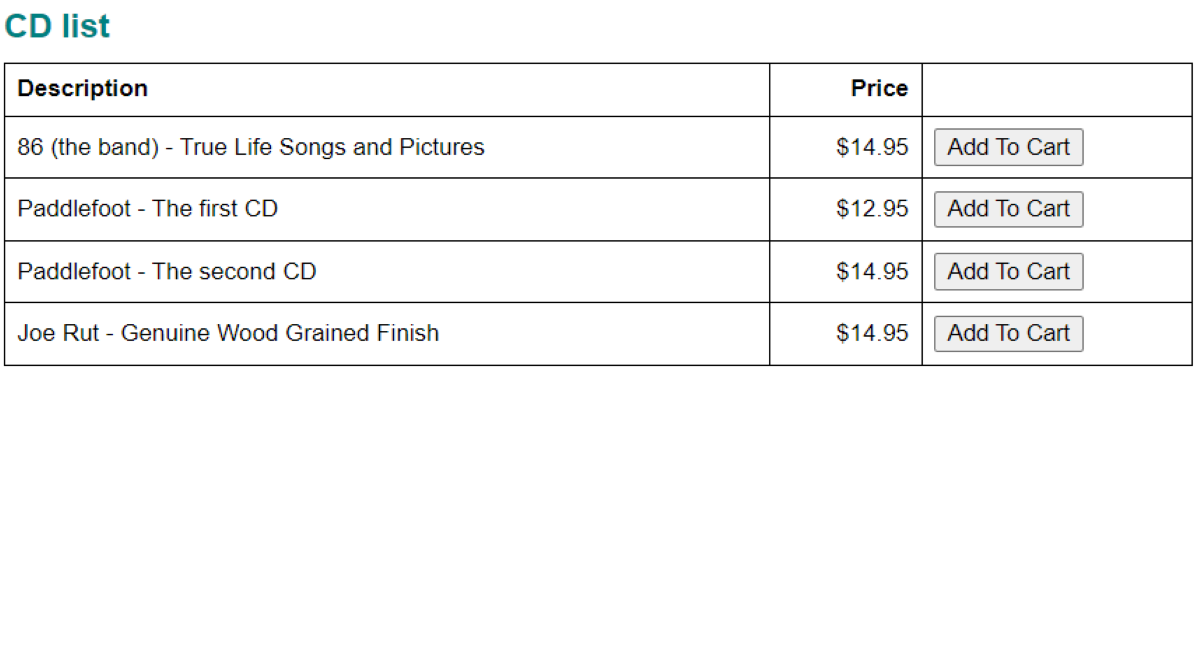 CD list
Description Price
86 (the band) - True Life Songs and Pictures $14.95 Add To Cart
Paddlefoot - The first CD $12.95 Add To Cart
Paddlefoot - The second CD $14.95 Add To Cart
Joe Rut - Genuine Wood Grained Finish $14.95 Add To Cart